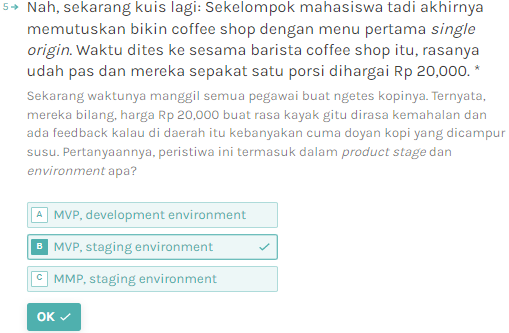 5→ Nah, sekarang kuis lagi: Sekelompok mahasiswa tadi akhirnya
memutuskan bikin coffee shop dengan menu pertama single
origin. Waktu dites ke sesama barista coffee shop itu, rasanya
udah pas dan mereka sepakat satu porsi dihargai Rp 20,000. *
Sekarang waktunya manggil semua pegawai buat ngetes kopinya. Ternyata,
mereka bilang, harga Rp 20,000 buat rasa kayak gitu dirasa kemahalan dan
ada feedback kalau di daerah itu kebanyakan cuma doyan kopi yang dicampur
susu. Pertanyaannya, peristiwa ini termasuk dalam product stage dan
environment apa?
A MVP, development environment
B MVP, staging environment ✓
C MMP, staging environment
OK ✓